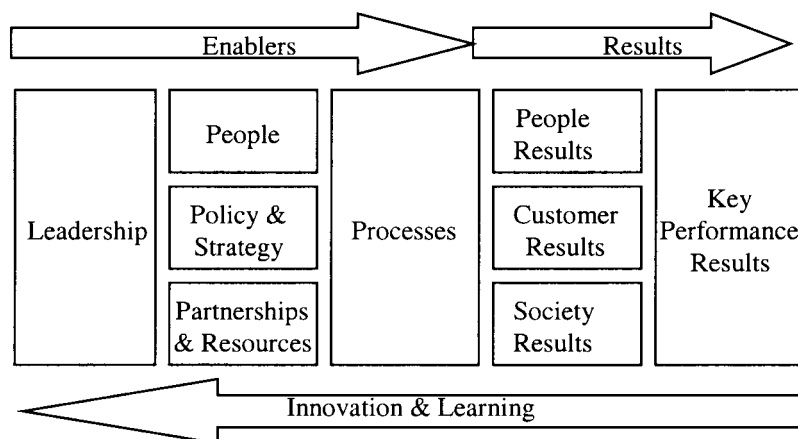 Enablers
Results
Leadership
People
Policy &
Strategy
Partnerships
& Resources
Processes
People
Results
Customer
Results
Society
Results
Key
Performance
Results
Innovation & Learning